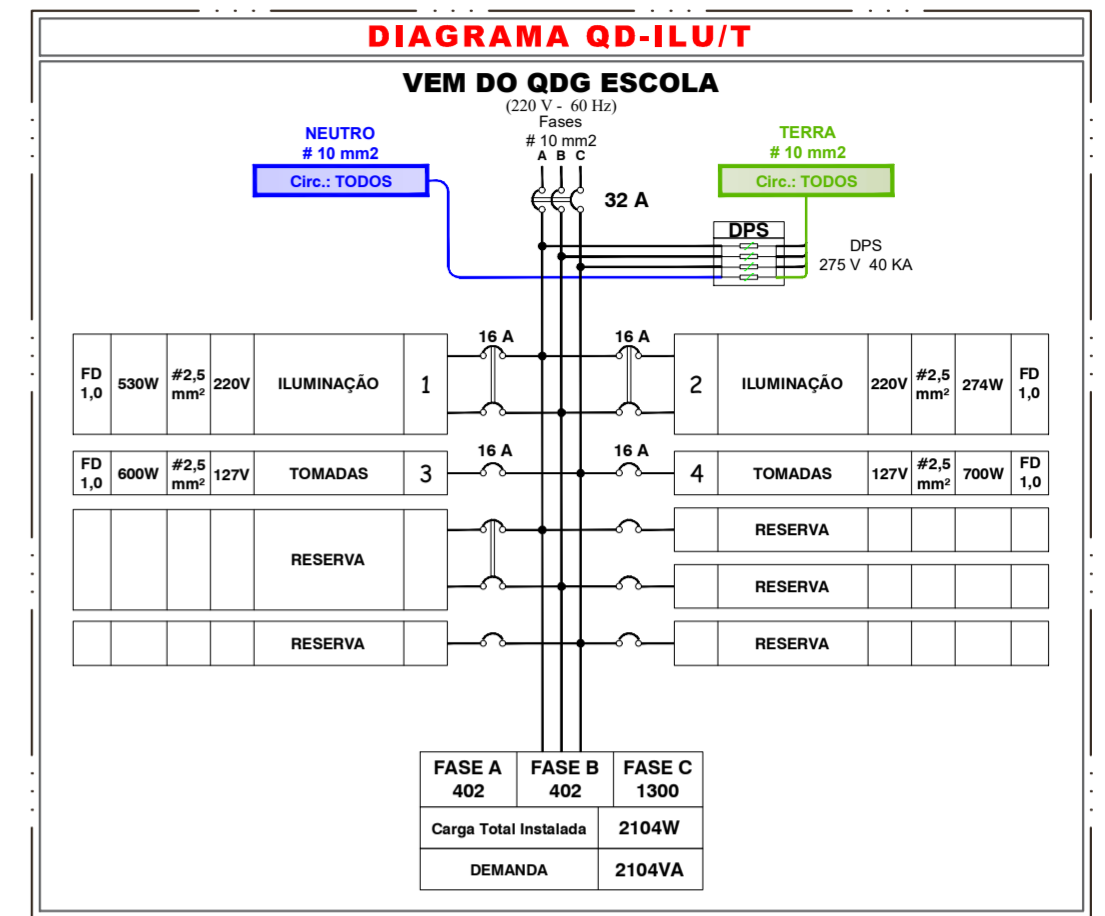 DIAGRAMA QD-ILU/T
VEM DO QDG ESCOLA
(220 V - 60 Hz)
Fases
# 10 mm2
A B C
NEUTRO
# 10 mm2
Circ.: TODOS
TERRA
# 10 mm2
Circ.: TODOS
32 A
DPS
DPS
275 V 40 KA
16 A
16 A
FD 1,0 530W #2,5 mm² 220V ILUMINAÇÃO 1
2 ILUMINAÇÃO 220V #2,5 mm² 274W FD 1,0
16 A
16 A
FD 1,0 600W #2,5 mm² 127V TOMADAS 3
4 TOMADAS 127V #2,5 mm² 700W FD 1,0
RESERVA
RESERVA
RESERVA
RESERVA
RESERVA
FASE A FASE B FASE C
402 402 1300
Carga Total Instalada 2104W
DEMANDA 2104VA